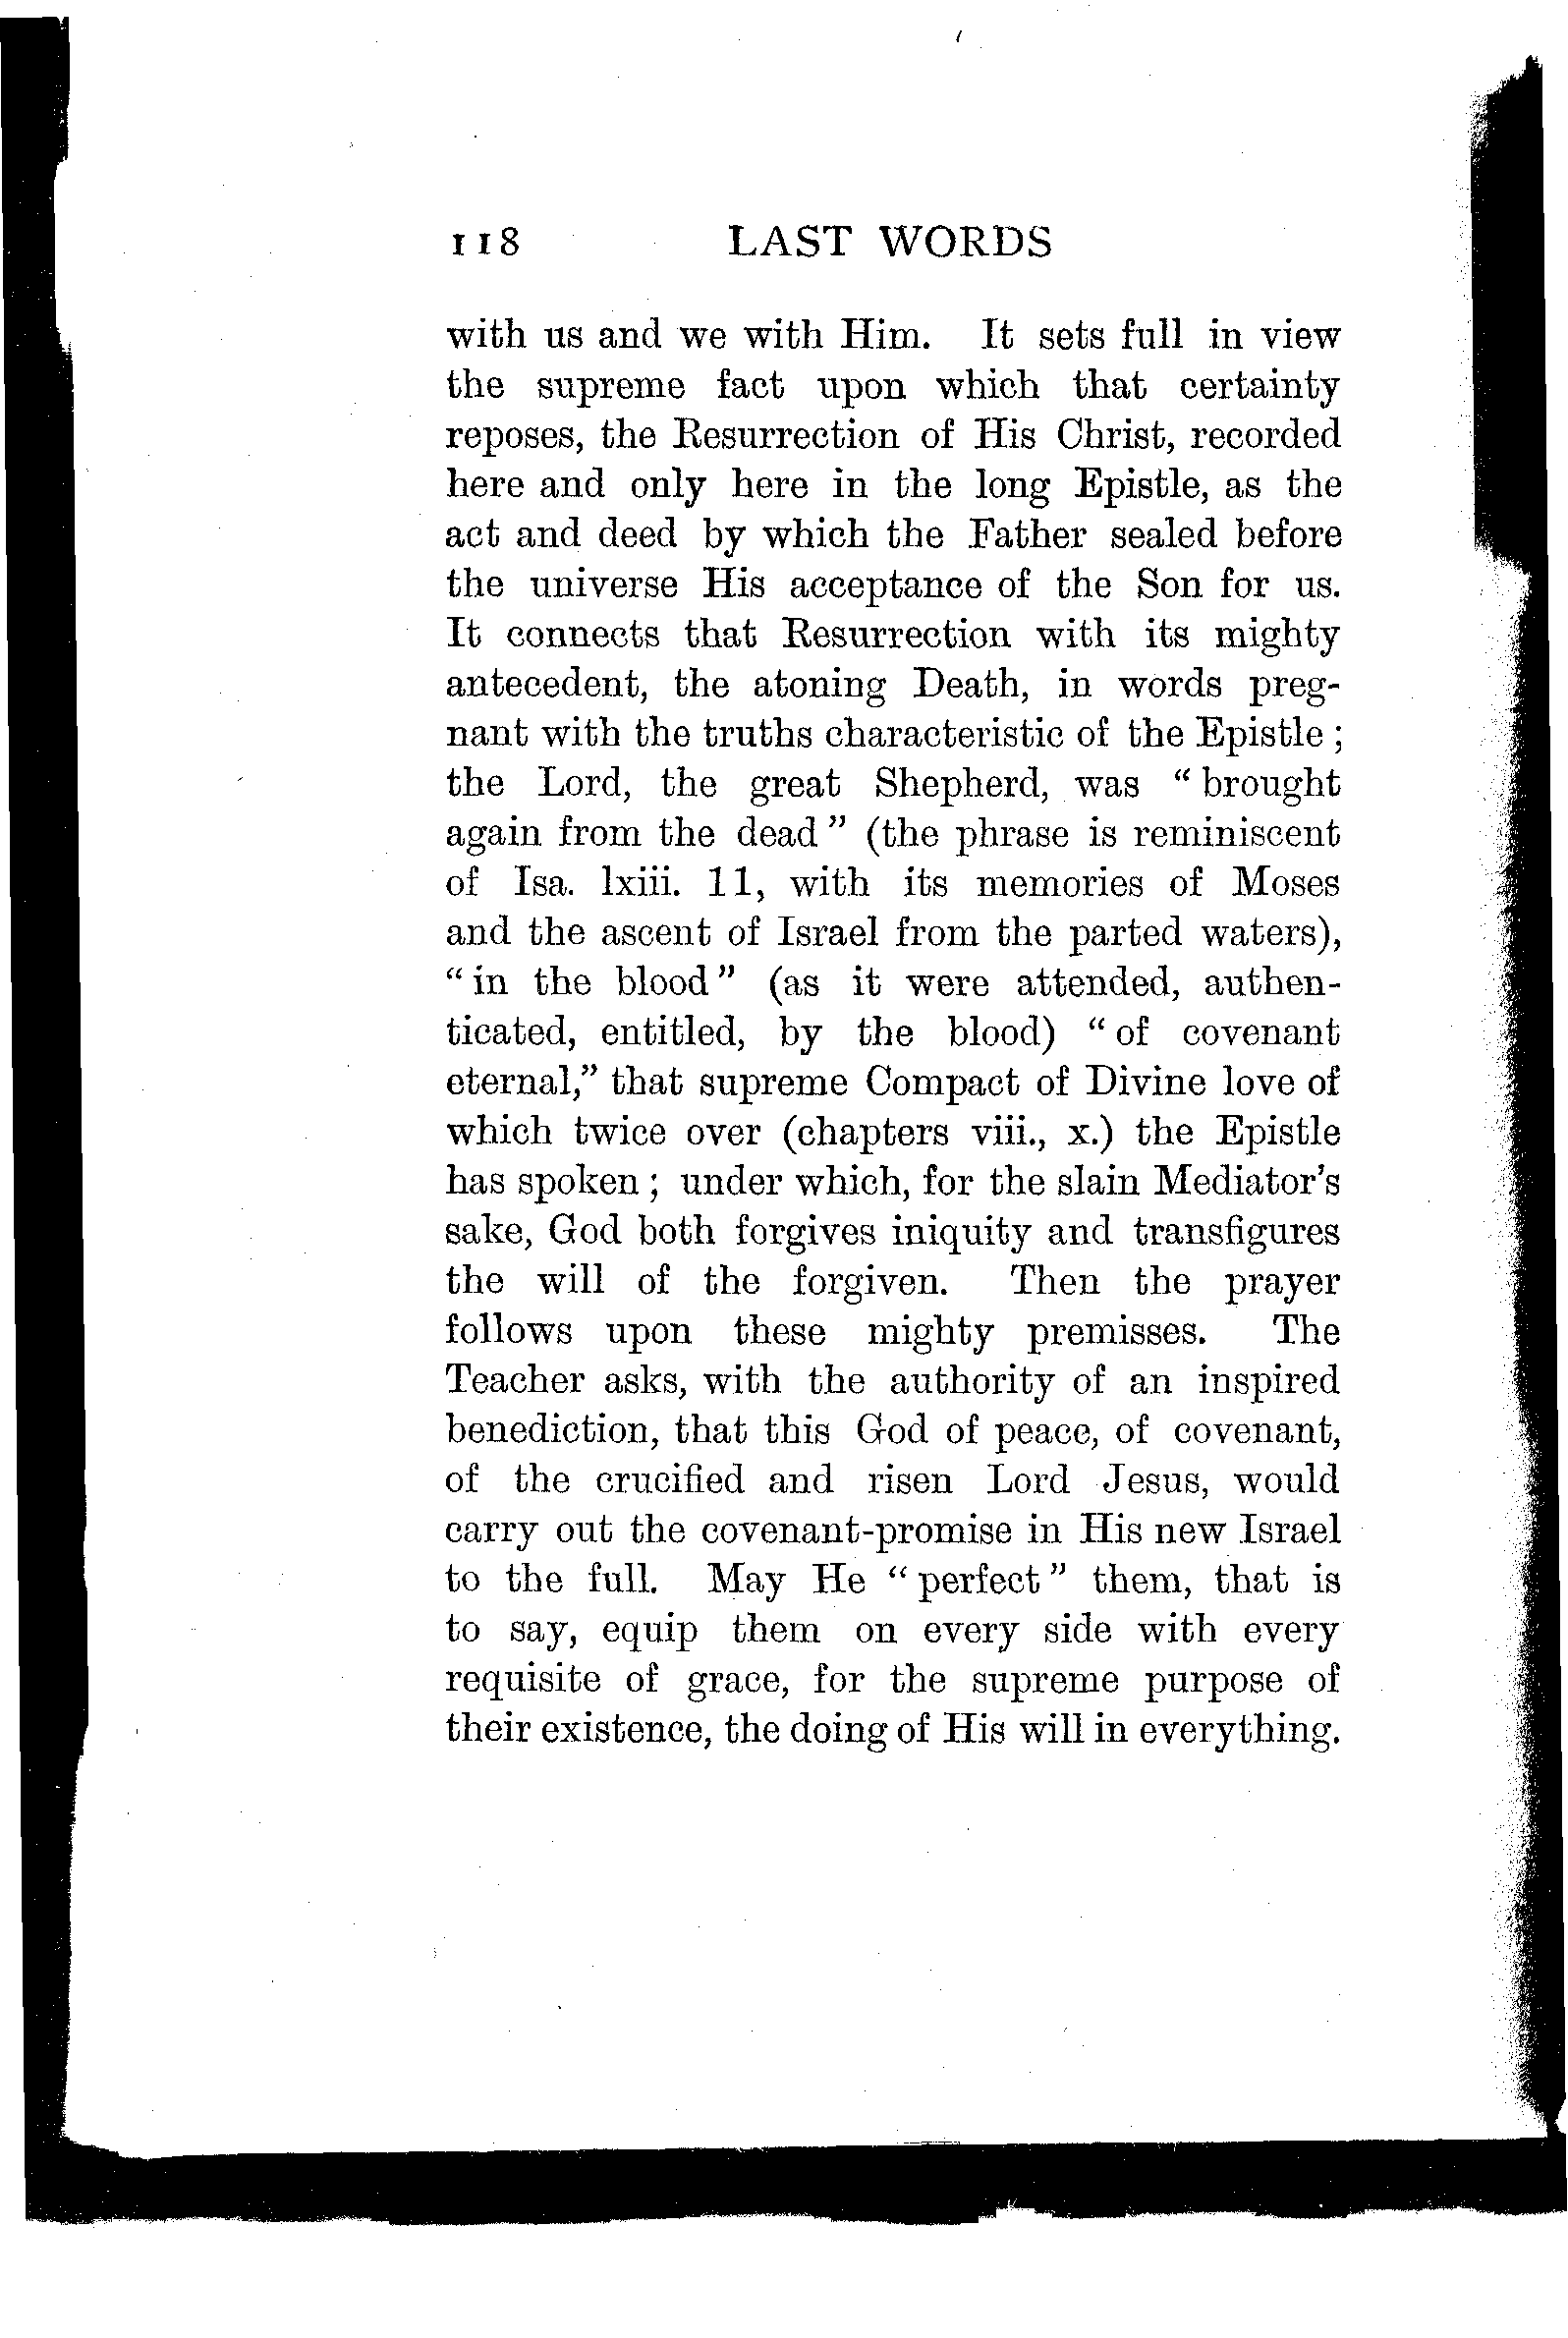 118 LAST WORDS
with us and we with Him. It sets full in view
the supreme fact upon which that certainty
reposes, the Resurrection of His Christ, recorded
here and only here in the long Epistle, as the
act and deed by which the Father sealed before
the universe His acceptance of the Son for us.
It connects that Resurrection with its mighty
antecedent, the atoning Death, in words preg-
nant with the truths characteristic of the Epistle ;
the Lord, the great Shepherd, was “ brought
again from the dead ” (the phrase is reminiscent
of Isa. lxiii. 11, with its memories of Moses
and the ascent of Israel from the parted waters),
“ in the blood ” (as it were attended, authen-
ticated, entitled, by the blood) “ of covenant
eternal,” that supreme Compact of Divine love of
which twice over (chapters viii., x.) the Epistle
has spoken ; under which, for the slain Mediator's
sake, God both forgives iniquity and transfigures
the will of the forgiven. Then the prayer
follows upon these mighty premisses. The
Teacher asks, with the authority of an inspired
benediction, that this God of peace, of covenant,
of the crucified and risen Lord Jesus, would
carry out the covenant-promise in His new Israel
to the full. May He “ perfect ” them, that is
to say, equip them on every side with every
requisite of grace, for the supreme purpose of
their existence, the doing of His will in everything.